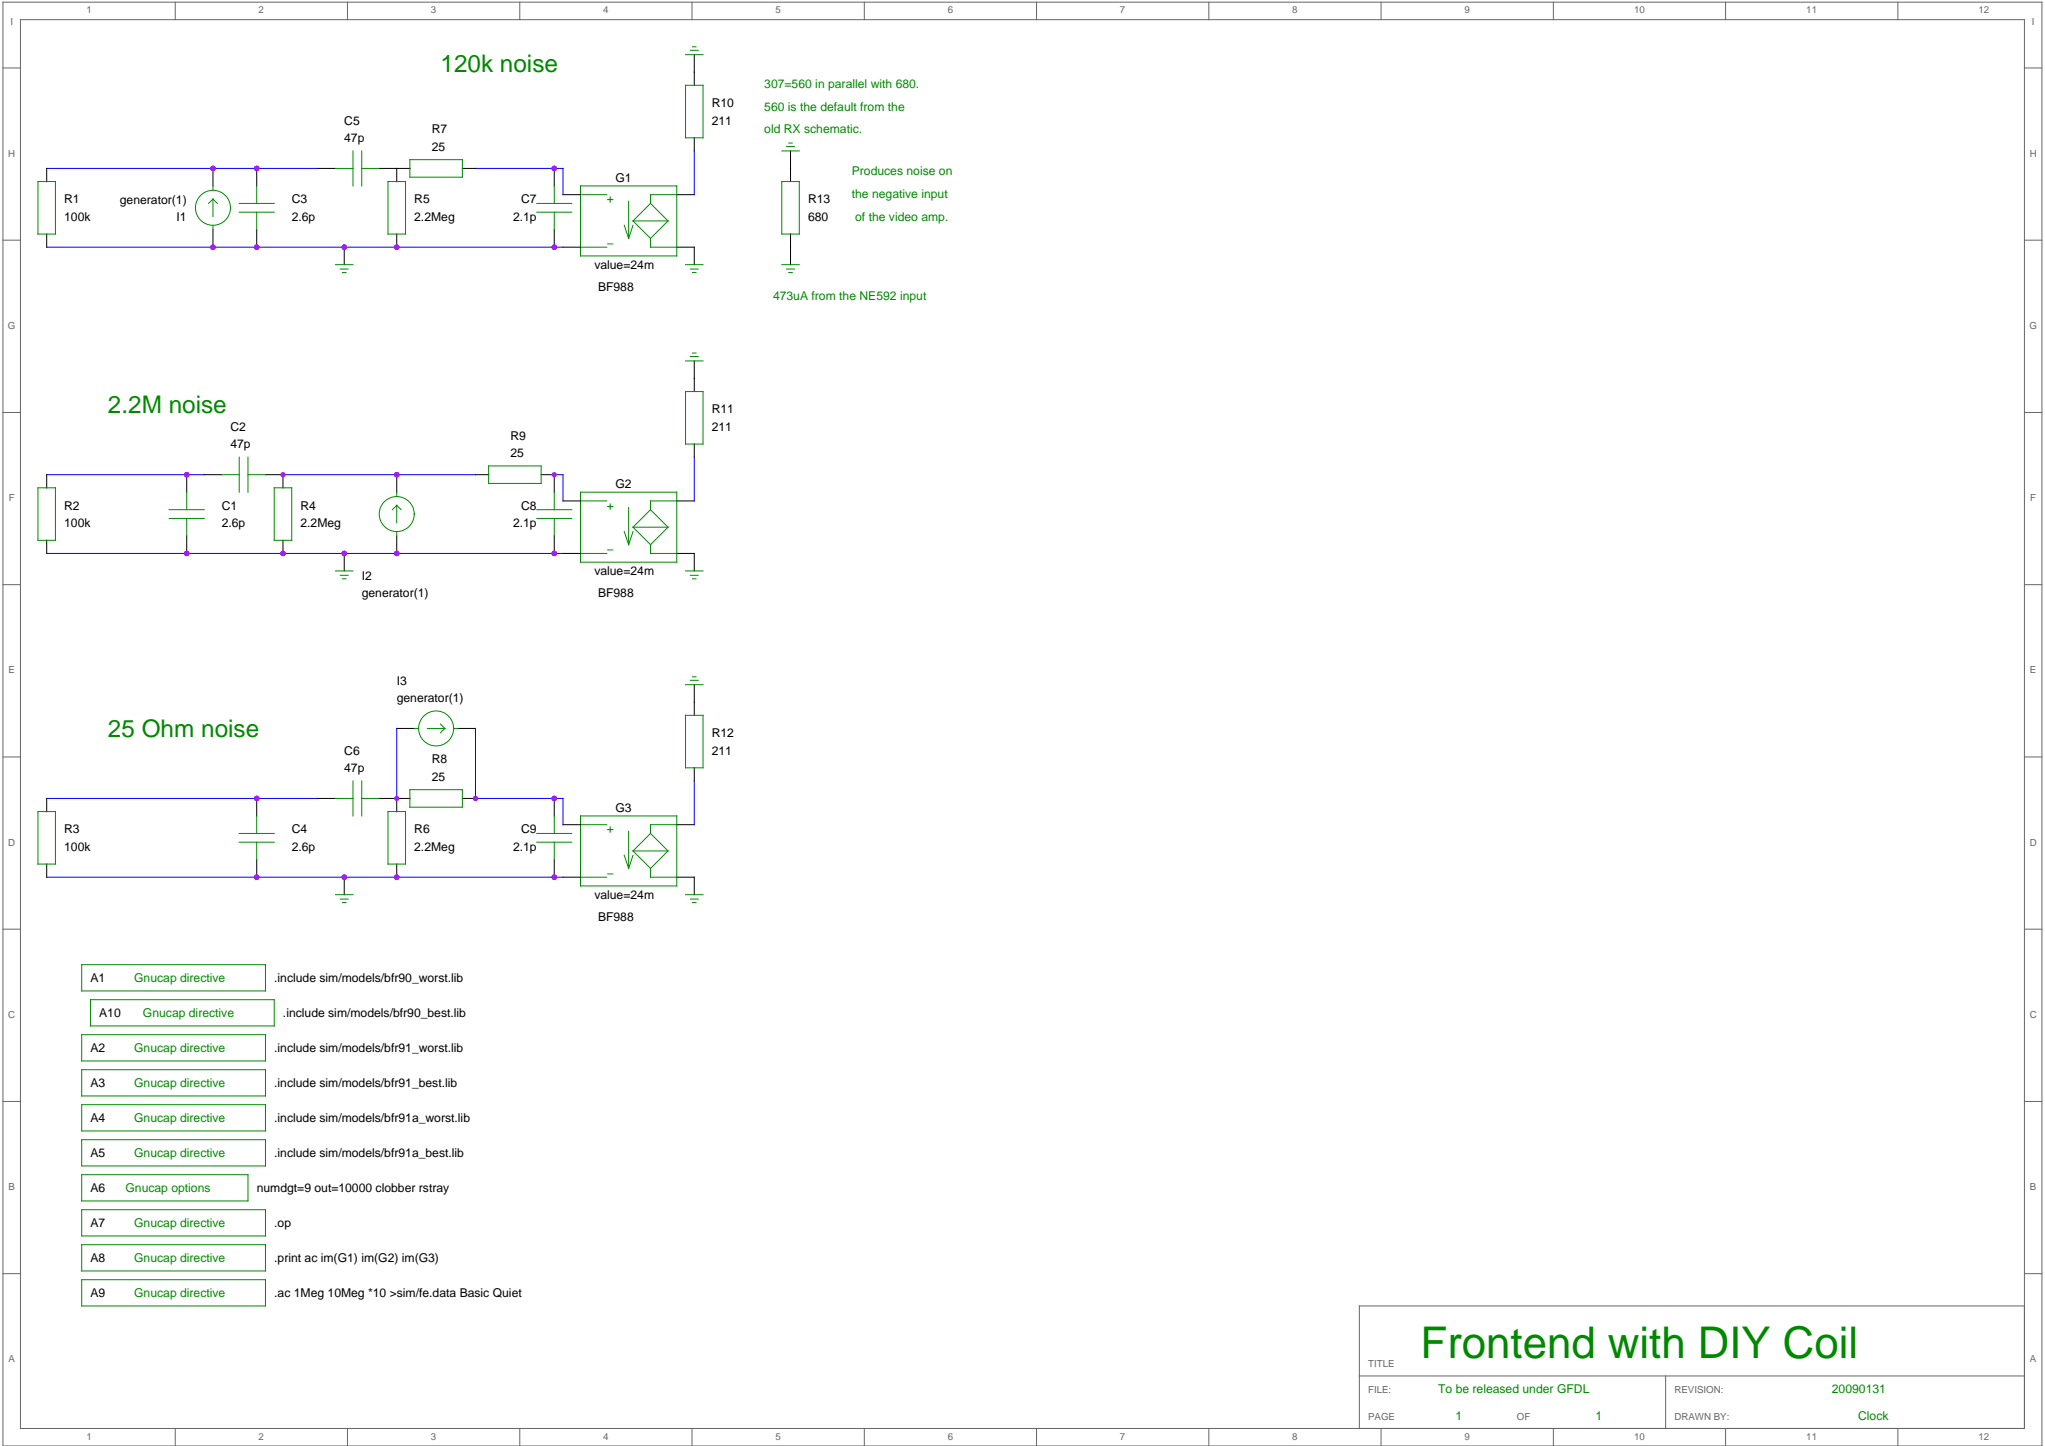 1 2 3 4 5 6 7 8 9 10 11 12
I I
H H
G G
F F
E E
D D
C C
B B
A A
120k noise
R1
100k
generator(1)
I1
C3
2.6p
C5
47p
R7
25
R5
2.2Meg
C7
2.1p
G1
+
−
value=24m
BF988
R10
211
307=560 in parallel with 680.
560 is the default from the
old RX schematic.
R13
680
Produces noise on
the negative input
of the video amp.
473uA from the NE592 input
2.2M noise
C2
47p
R2
100k
C1
2.6p
R4
2.2Meg
I2
generator(1)
R9
25
C8
2.1p
G2
+
−
value=24m
BF988
R11
211
25 Ohm noise
I3
generator(1)
C6
47p
R8
25
R3
100k
C4
2.6p
R6
2.2Meg
C9
2.1p
G3
+
−
value=24m
BF988
R12
211
A1 Gnucap directive .include sim/models/bfr90_worst.lib
A10 Gnucap directive .include sim/models/bfr90_best.lib
A2 Gnucap directive .include sim/models/bfr91_worst.lib
A3 Gnucap directive .include sim/models/bfr91_best.lib
A4 Gnucap directive .include sim/models/bfr91a_worst.lib
A5 Gnucap directive .include sim/models/bfr91a_best.lib
A6 Gnucap options numdgt=9 out=10000 clobber rstray
A7 Gnucap directive .op
A8 Gnucap directive .print ac im(G1) im(G2) im(G3)
A9 Gnucap directive .ac 1Meg 10Meg *10 >sim/fe.data Basic Quiet
TITLE Frontend with DIY Coil
FILE: To be released under GFDL REVISION: 20090131
PAGE 1 OF 1 DRAWN BY: Clock
1 2 3 4 5 6 7 8 9 10 11 12